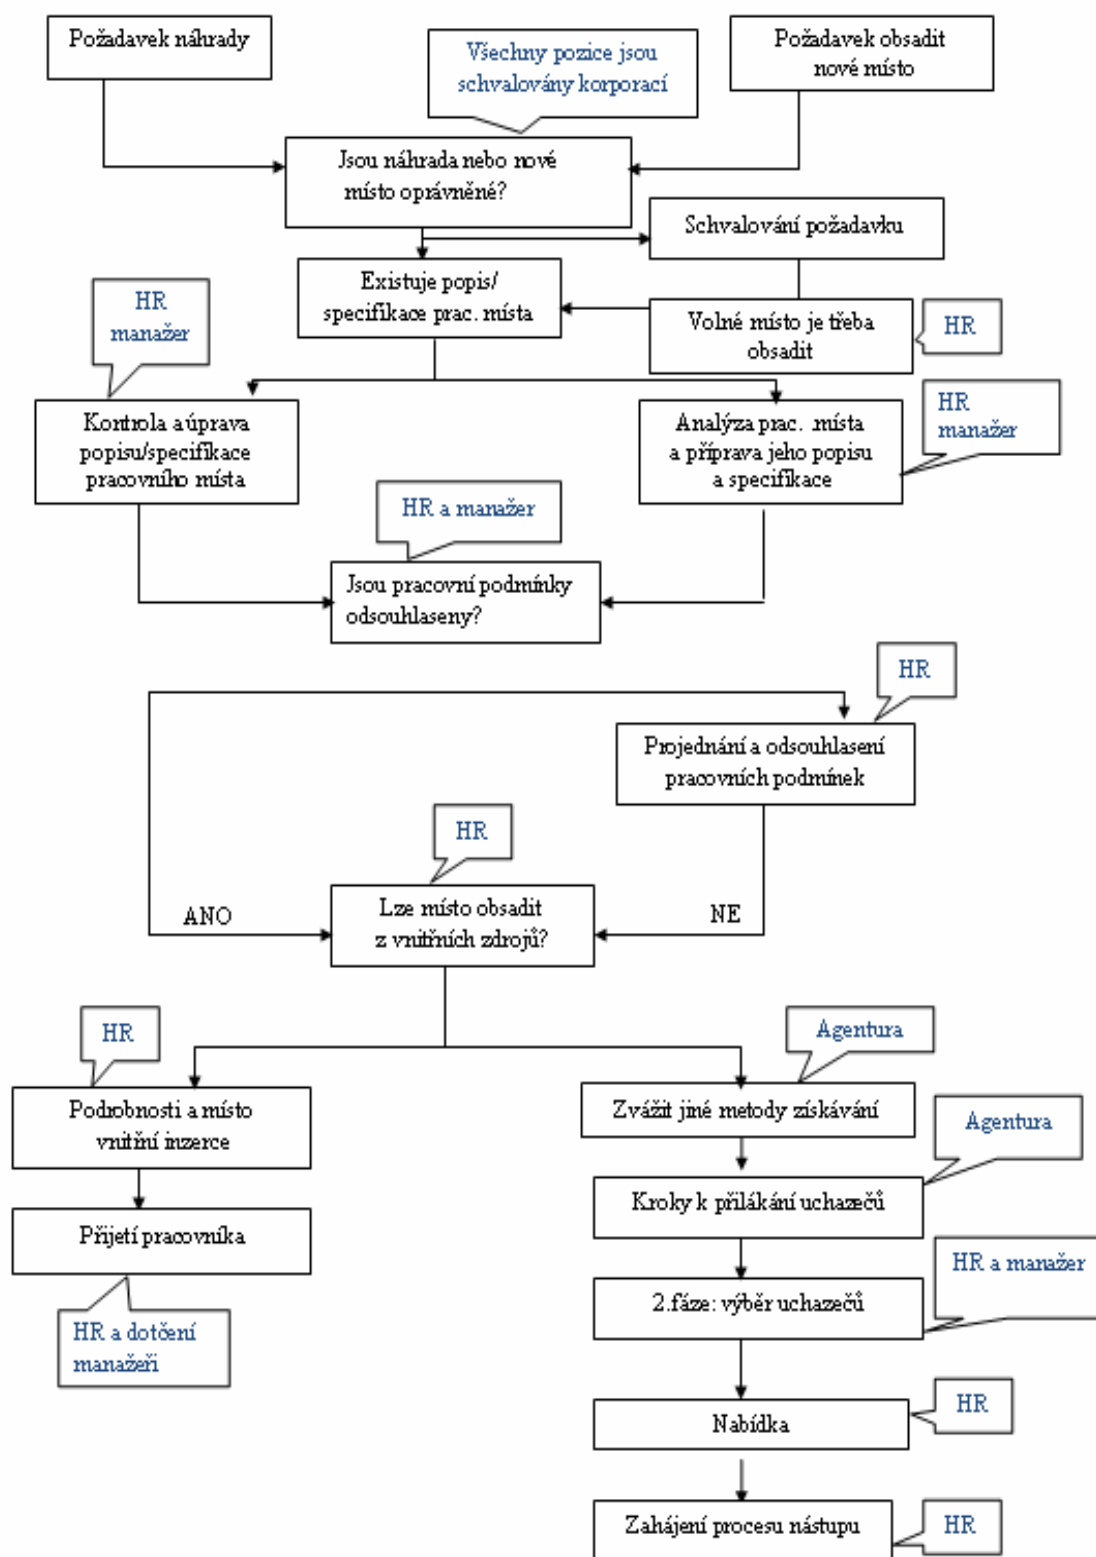 Požadavek náhrady
Všechny pozice jsou
schvalovány korporací
Požadavek obsadit
nové místo
Jsou náhrada nebo nové
místo oprávněné?
Schvalování požadavku
Existuje popis/
specifikace prac. místa
HR
manažer
Volné místo je třeba
obsadit
HR
Kontrola a úprava
popisu/specifikace
pracovního místa
Analýza prac. .místa
a příprava jeho popisu
a specifikace
HR
manažer
HR a manažer
Jsou pracovní podmínky
odsouhlaseny?
HR
Projednání a odsouhlasení
pracovních podmínek
HR
ANO
Lze místo obsadit
z vnitřních zdrojů?
NE
HR
Agentura
Podrobnosti a místo
vnitřní inzerce
Zvážit jiné metody získávání
Agentura
Kroky k přilákání uchazečů
Přijetí pracovníka
HR a manažer
2.fáze: výběr uchazečů
HR a dotčení
manažeři
HR
Nabídka
HR
Zahájení procesu nástupu